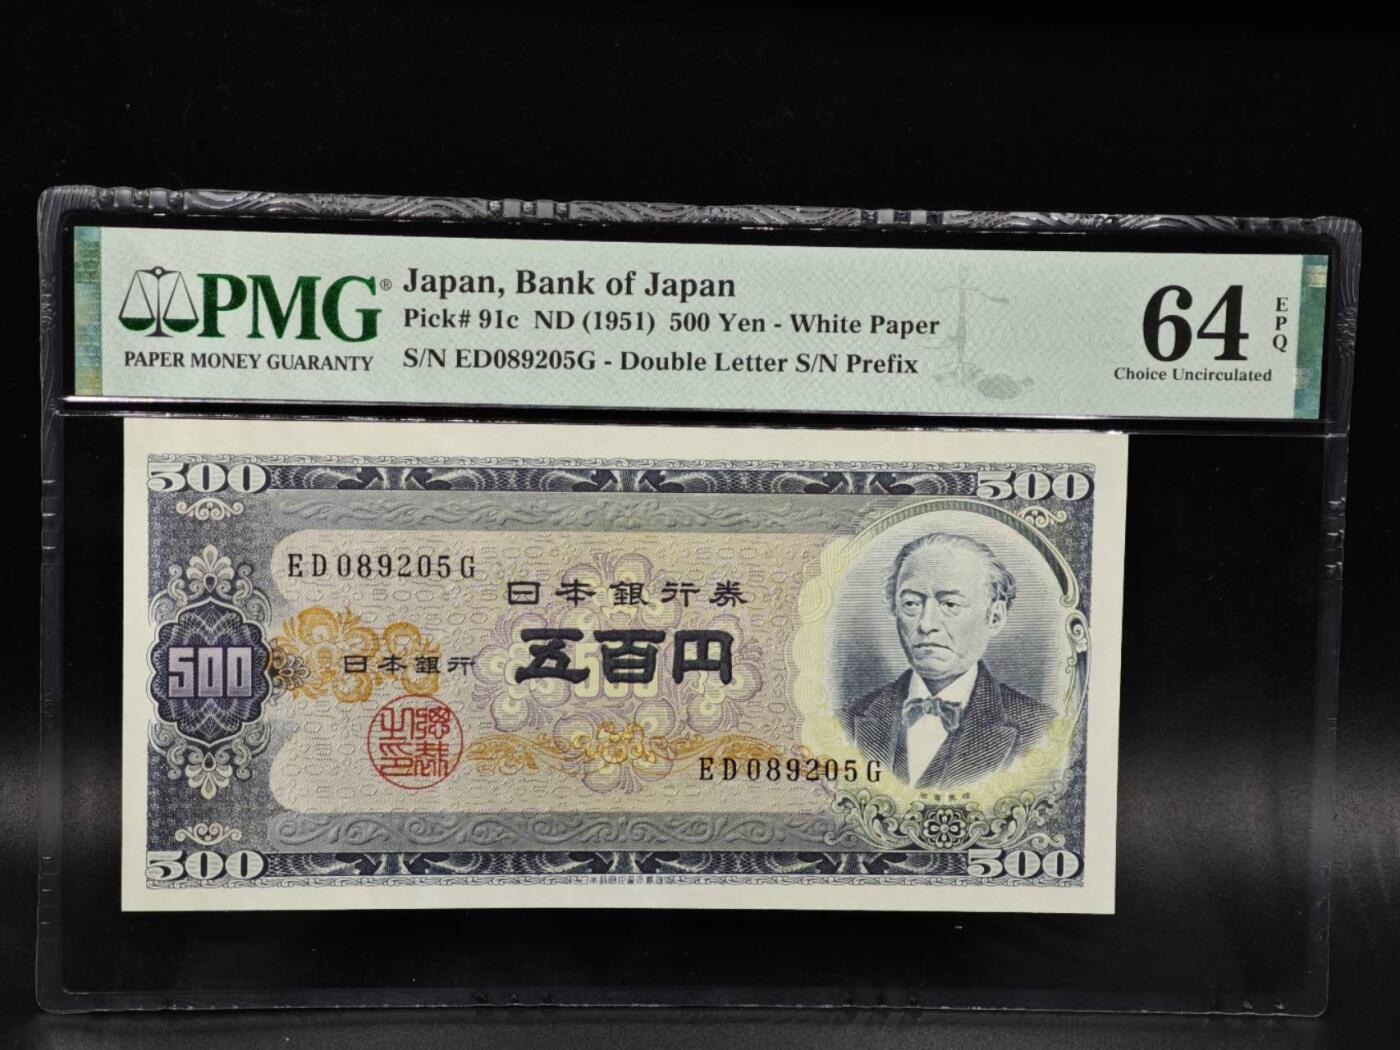 PMG®
PAPER MONEY GUARANTY
Japan, Bank of Japan
Pick# 91c ND (1951) 500 Yen - White Paper
S/N ED089205G - Double Letter S/N Prefix
64
EPQ
Choice Uncirculated
500
500
ED089205G
日本銀行券
五百円
500
日本銀行
ED089205G
500
500